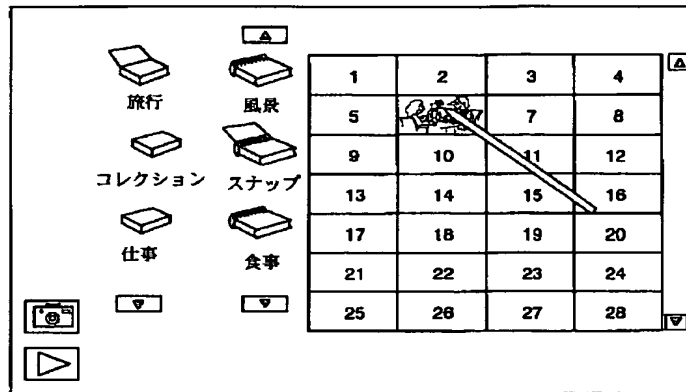 旅行
風景
コレクション
スナップ
仕事
食事
1 2 3 4
5 7 8
9 10 11 12
13 14 15 16
17 18 19 20
21 22 23 24
25 26 27 28